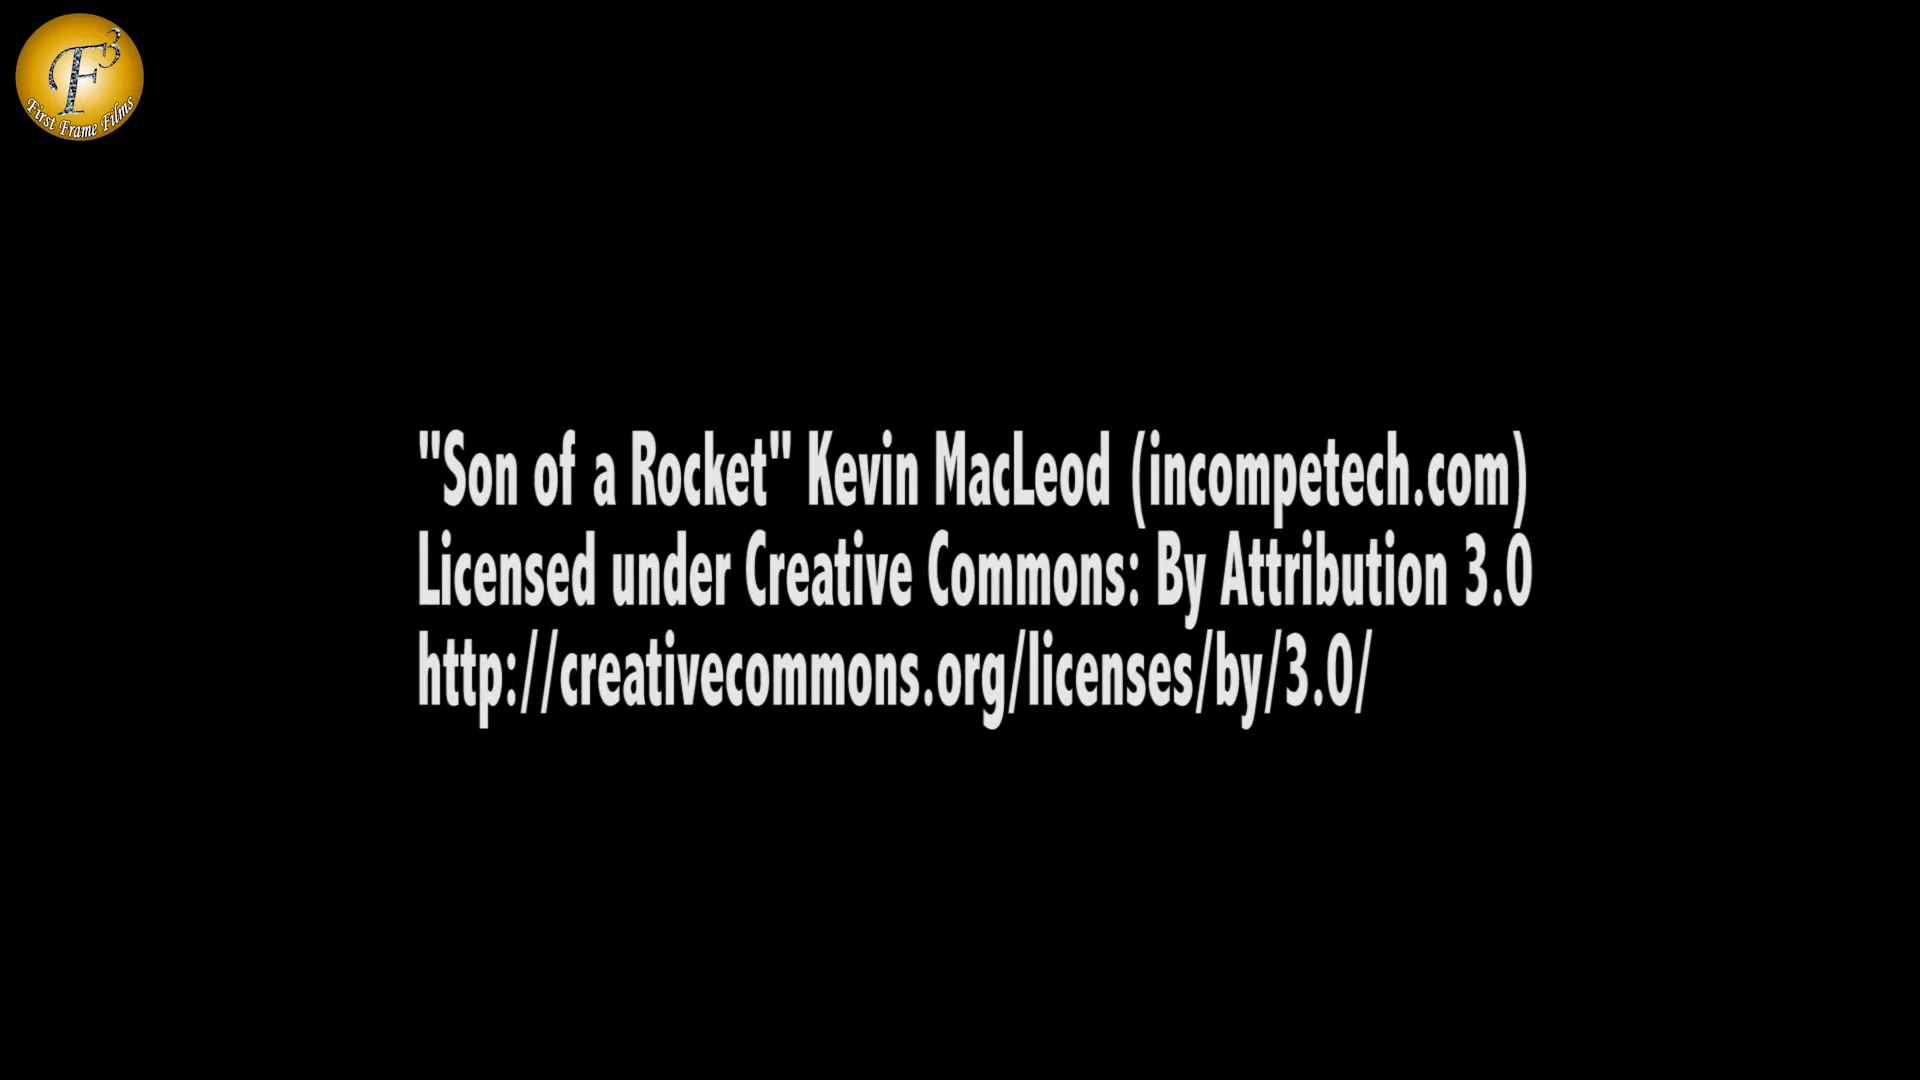 F3
First Frame Films
"Son of a Rocket" Kevin MacLeod (incompetech.com)
Licensed under Creative Commons: By Attribution 3.0
http://creativecommons.org/licenses/by/3.0/